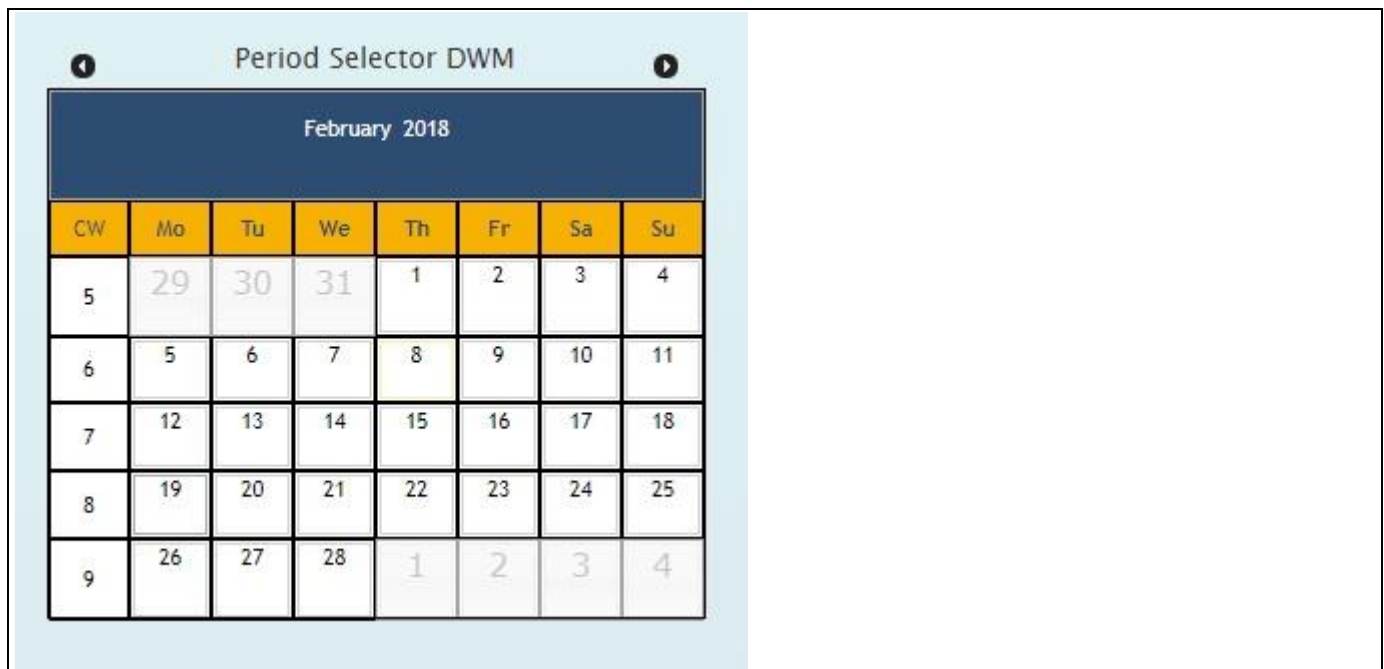 Period Selector DWM
February 2018
CW Mo Tu We Th Fr Sa Su
5 29 30 31 1 2 3 4
6 5 6 7 8 9 10 11
7 12 13 14 15 16 17 18
8 19 20 21 22 23 24 25
9 26 27 28 1 2 3 4